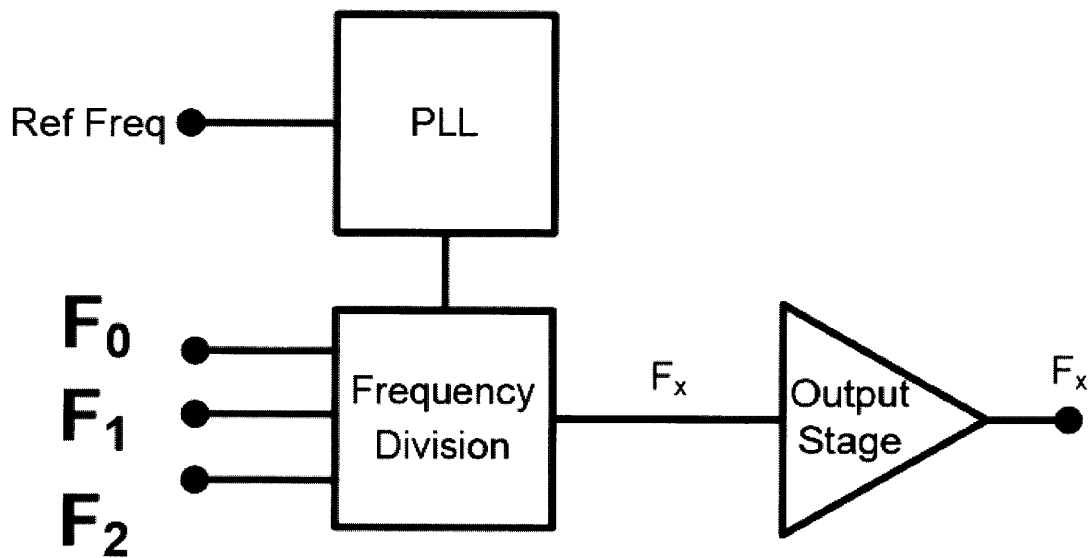 Ref Freq
PLL
F₀
F₁
F₂
Frequency
Division
Fₓ
Output
Stage
Fₓ